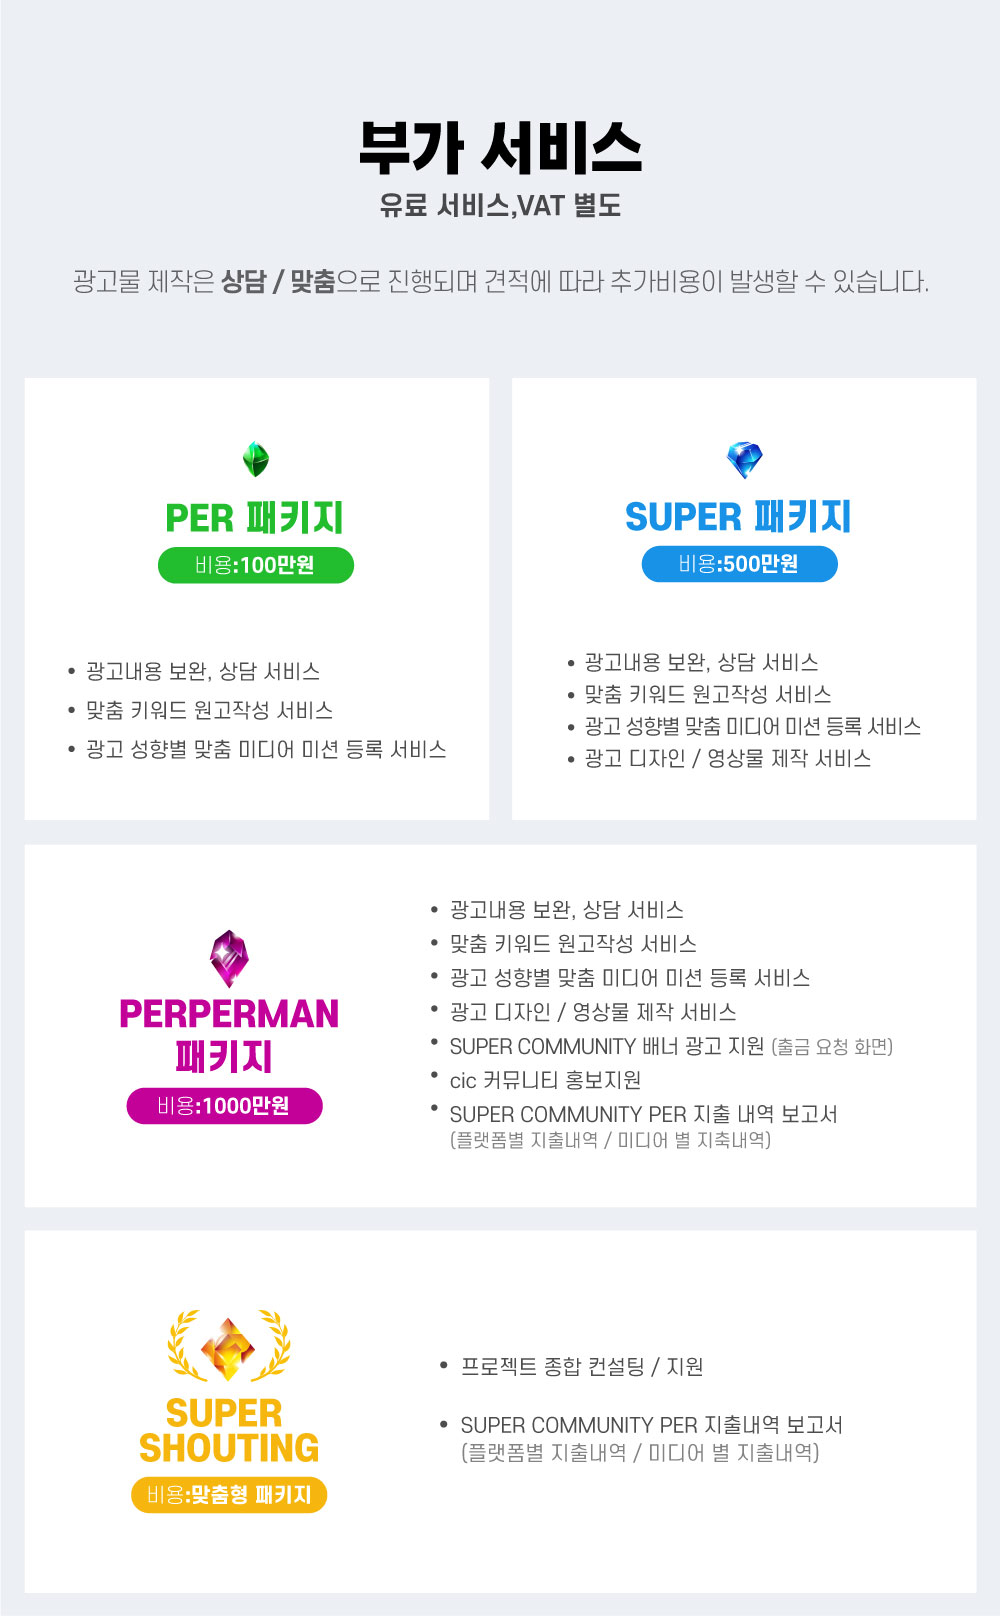 부가 서비스
유료 서비스,VAT 별도
광고물 제작은 상담 / 맞춤으로 진행되며 견적에 따라 추가비용이 발생할 수 있습니다.
PER 패키지
비용:100만원
• 광고내용 보완, 상담 서비스
• 맞춤 키워드 원고작성 서비스
• 광고 성향별 맞춤 미디어 미션 등록 서비스
SUPER 패키지
비용:500만원
• 광고내용 보완, 상담 서비스
• 맞춤 키워드 원고작성 서비스
• 광고 성향별 맞춤 미디어 미션 등록 서비스
• 광고 디자인 / 영상물 제작 서비스
PERPERMAN
패키지
비용:1000만원
• 광고내용 보완, 상담 서비스
• 맞춤 키워드 원고작성 서비스
• 광고 성향별 맞춤 미디어 미션 등록 서비스
• 광고 디자인 / 영상물 제작 서비스
• SUPER COMMUNITY 배너 광고 지원 (출금 요청 화면)
• cic 커뮤니티 홍보지원
• SUPER COMMUNITY PER 지출 내역 보고서
(플랫폼별 지출내역 / 미디어 별 지축내역)
SUPER
SHOUTING
비용:맞춤형 패키지
• 프로젝트 종합 컨설팅 / 지원
• SUPER COMMUNITY PER 지출내역 보고서
(플랫폼별 지출내역 / 미디어 별 지출내역)